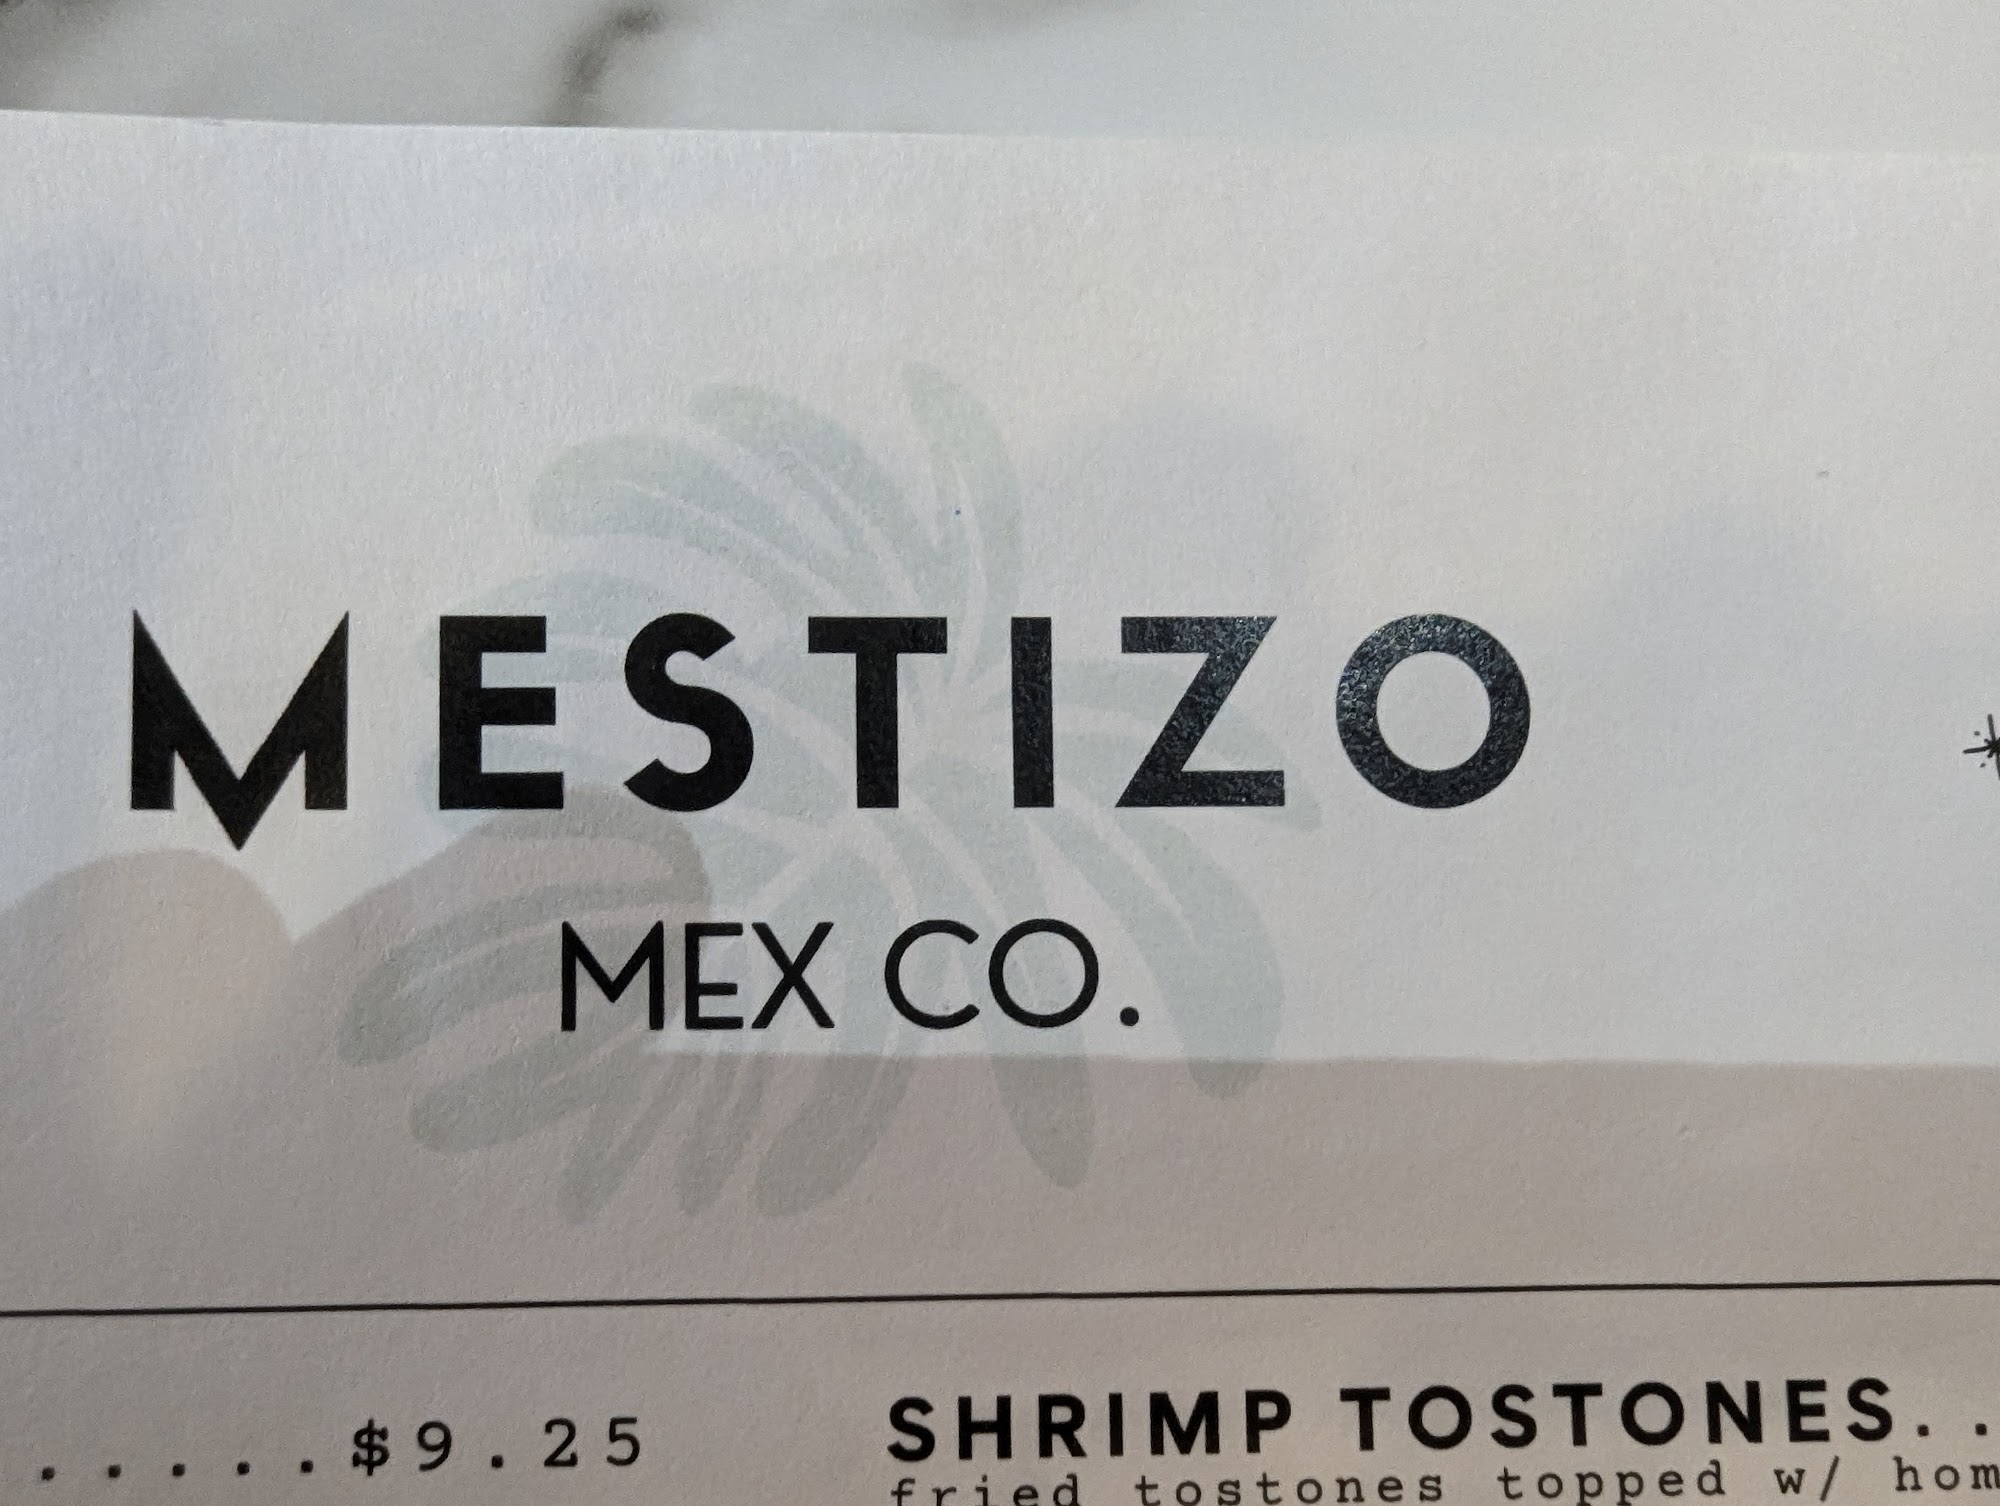 MESTIZO
MEX CO.
.....$9.25
SHRIMP TOSTONES..
fried tostones topped w/